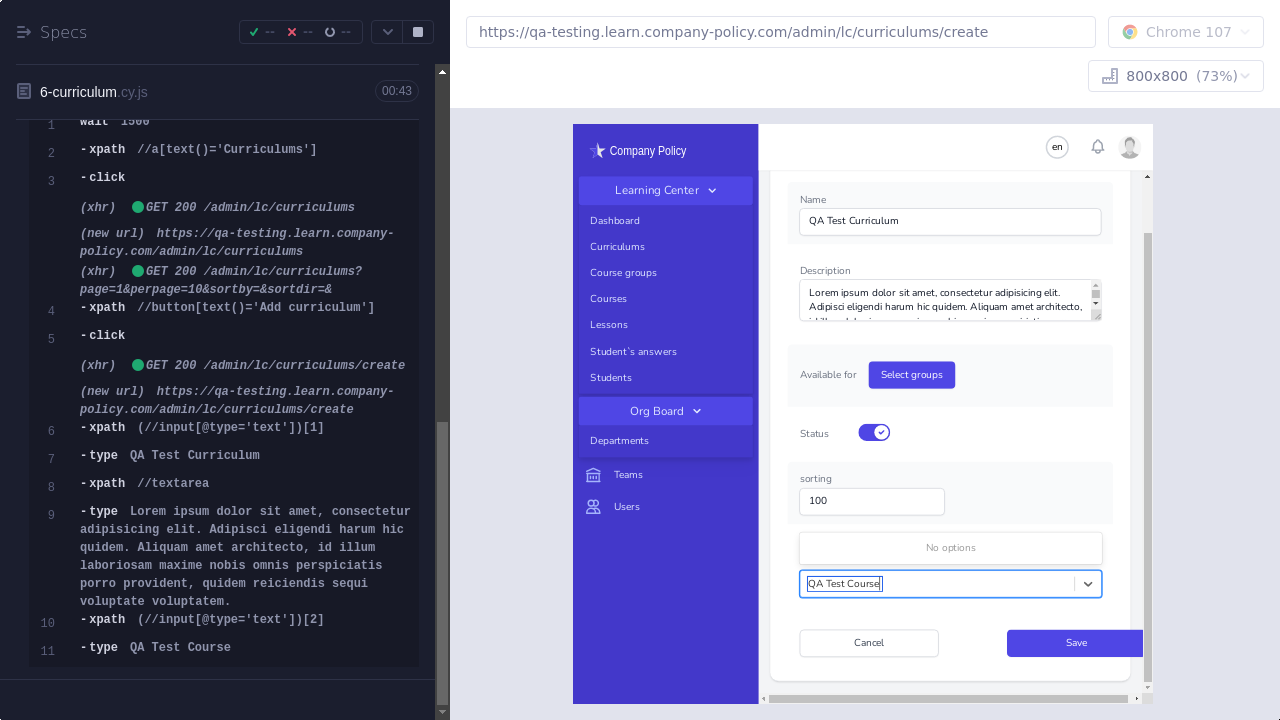 Specs
--
--
--
6-curriculum.cy.js
00:43
1 wait 1500
2 -xpath //a[text()='Curriculums']
3 -click
(xhr) GET 200 /admin/lc/curriculums
(new url) https://qa-testing.learn.company-
policy.com/admin/lc/curriculums
(xhr) GET 200 /admin/lc/curriculums?
page=1&perpage=10&sortby=&sortdir=&
4 -xpath //button[text()='Add curriculum']
5 -click
(xhr) GET 200 /admin/lc/curriculums/create
(new url) https://qa-testing.learn.company-
policy.com/admin/lc/curriculums/create
6 -xpath (//input[@type='text'])[1]
7 -type QA Test Curriculum
8 -xpath //textarea
9 -type Lorem ipsum dolor sit amet, consectetur
adipisicing elit. Adipisci eligendi harum hic
quidem. Aliquam amet architecto, id illum
laboriosam maxime nobis omnis perspiciatis
porro provident, quidem reiciendis sequi
voluptate voluptatem.
10 -xpath (//input[@type='text'])[2]
11 -type QA Test Course
https://qa-testing.learn.company-policy.com/admin/lc/curriculums/create
Chrome 107
800x800 (73%)
Company Policy
Learning Center
Dashboard
Curriculums
Course groups
Courses
Lessons
Student`s answers
Students
Org Board
Departments
Teams
Users
en
Name
QA Test Curriculum
Description
Lorem ipsum dolor sit amet, consectetur adipisicing elit.
Adipisci eligendi harum hic quidem. Aliquam amet architecto,
Available for
Select groups
Status
sorting
100
No options
QA Test Course
Cancel
Save